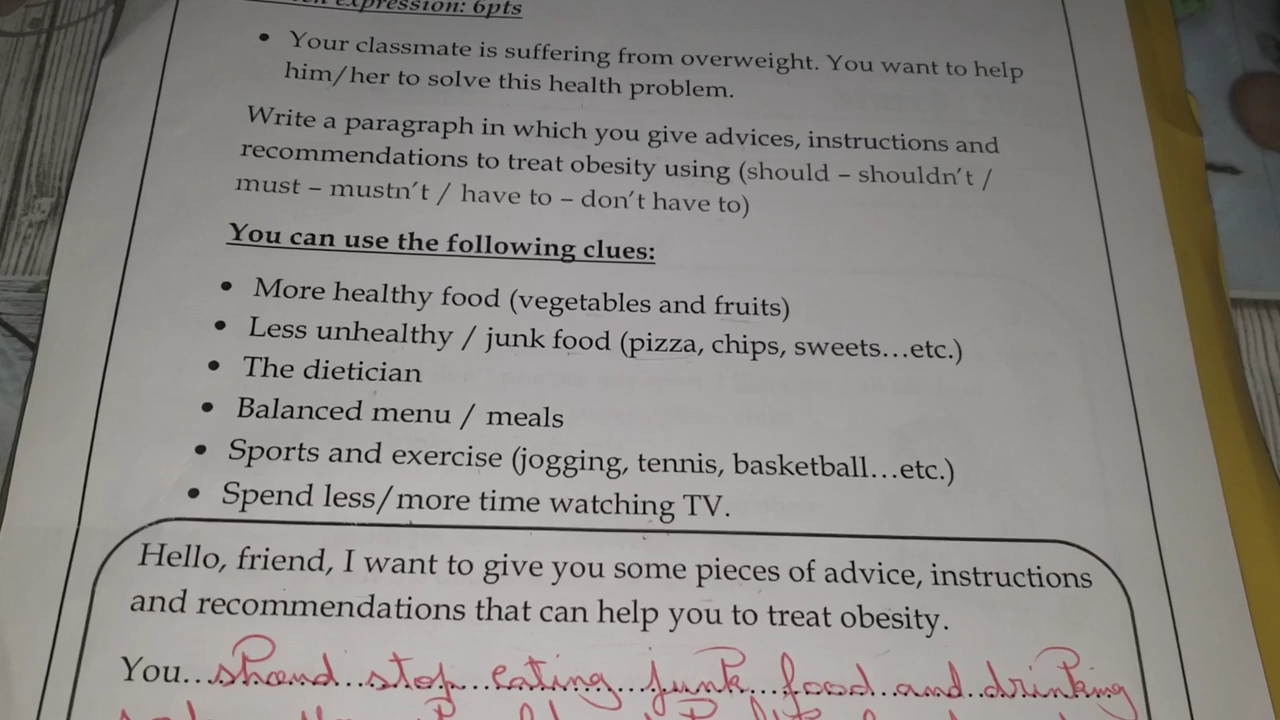 expression: 6pts
• Your classmate is suffering from overweight. You want to help
him/her to solve this health problem.
Write a paragraph in which you give advices, instructions and
recommendations to treat obesity using (should – shouldn't /
must – mustn't / have to – don't have to)
You can use the following clues:
• More healthy food (vegetables and fruits)
• Less unhealthy / junk food (pizza, chips, sweets...etc.)
• The dietician
• Balanced menu / meals
• Sports and exercise (jogging, tennis, basketball...etc.)
• Spend less/more time watching TV.
Hello, friend, I want to give you some pieces of advice, instructions
and recommendations that can help you to treat obesity.
You... stop eating junk food and drinking